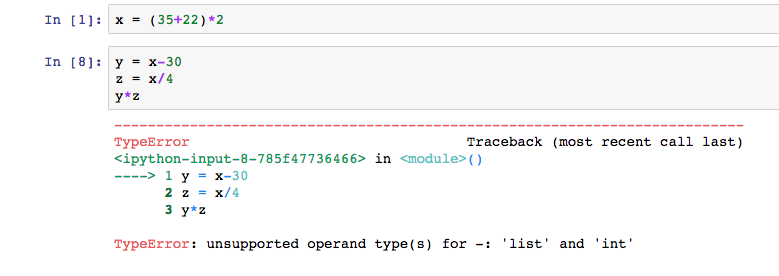 In [1]: x = (35+22)*2
In [8]: y = x-30
z = x/4
y*z
---------------------------------------------------------------------------
TypeError Traceback (most recent call last)
<ipython-input-8-785f47736466> in <module>()
----> 1 y = x-30
2 z = x/4
3 y*z
TypeError: unsupported operand type(s) for -: 'list' and 'int'